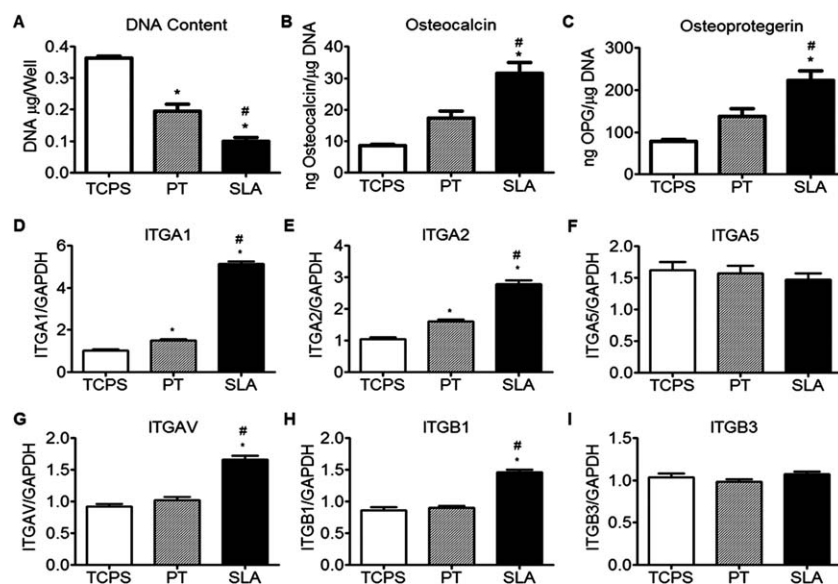 A DNA Content
DNA µg/Well
0.4
0.3
0.2
0.1
0.0
*
#
*
TCPS PT SLA
B Osteocalcin
ng Osteocalcin/µg DNA
40
30
20
10
0
#
*
TCPS PT SLA
C Osteoprotegerin
ng OPG/µg DNA
300
200
100
0
#
*
TCPS PT SLA
D ITGA1
ITGA1/GAPDH
6
4
2
0
*
#
*
TCPS PT SLA
E ITGA2
ITGA2/GAPDH
4
3
2
1
0
*
#
*
TCPS PT SLA
F ITGA5
ITGA5/GAPDH
2.0
1.5
1.0
0.5
0.0
TCPS PT SLA
G ITGAV
ITGAV/GAPDH
2.0
1.5
1.0
0.5
0.0
#
*
TCPS PT SLA
H ITGB1
ITGB1/GAPDH
2.0
1.5
1.0
0.5
0.0
#
*
TCPS PT SLA
I ITGB3
ITGB3/GAPDH
1.5
1.0
0.5
0.0
TCPS PT SLA